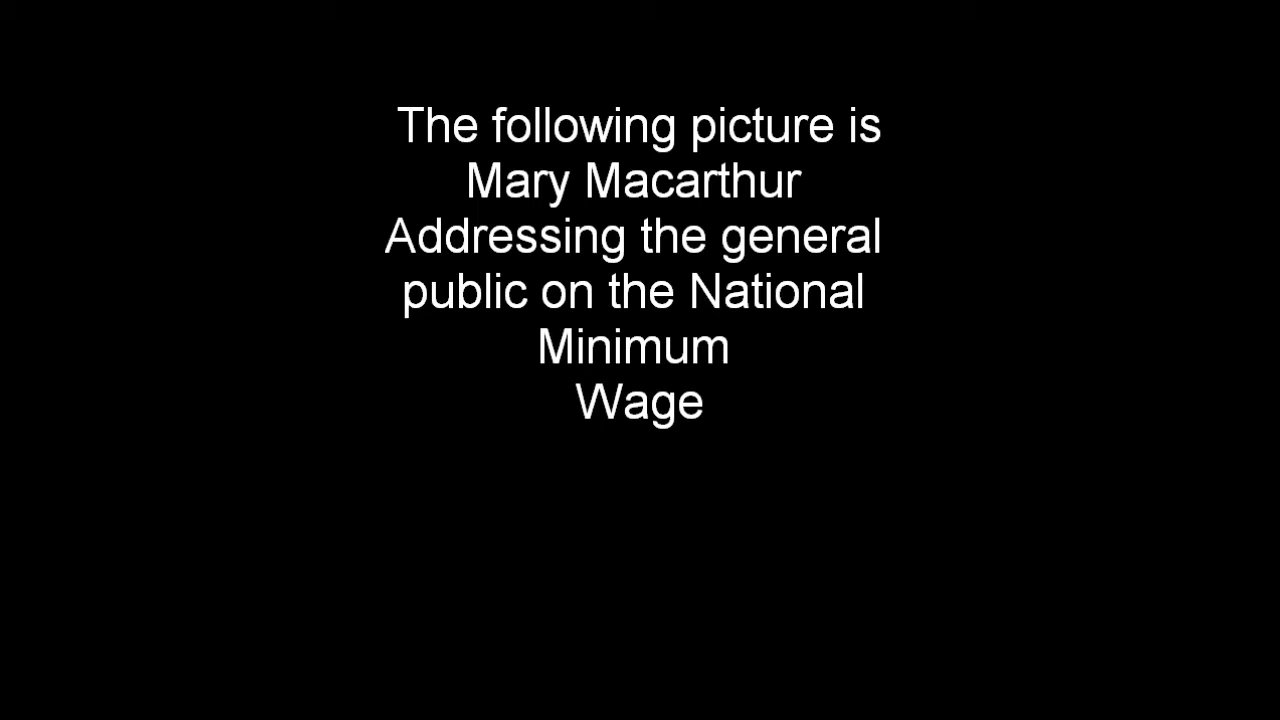 The following picture is
Mary Macarthur
Addressing the general
public on the National
Minimum
Wage